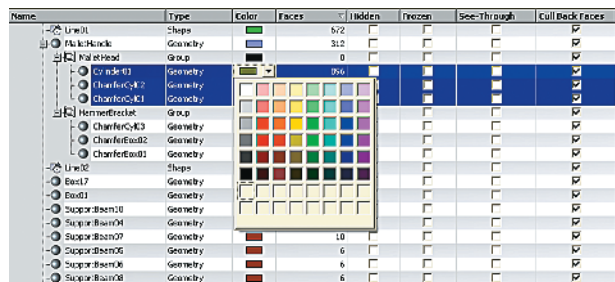 Name Type Color Faces Hidden Frozen See-Through Cull Back Faces
Line01 Shape 672
MalletHandle Geometry 312
MalletHead Group 0
Cylinder01 Geometry 896
ChamferCyl02 Geometry
ChamferCyl01 Geometry
HammerBracket Group
ChamferCyl03 Geometry
ChamferBox02 Geometry
ChamferBox01 Geometry
Line02 Shape
Box17 Geometry
Box01 Geometry
SupportBeam10 Geometry
SupportBeam04 Geometry
SupportBeam07 Geometry 10
SupportBeam05 Geometry 6
SupportBeam06 Geometry 6
SupportBeam08 Geometry 6